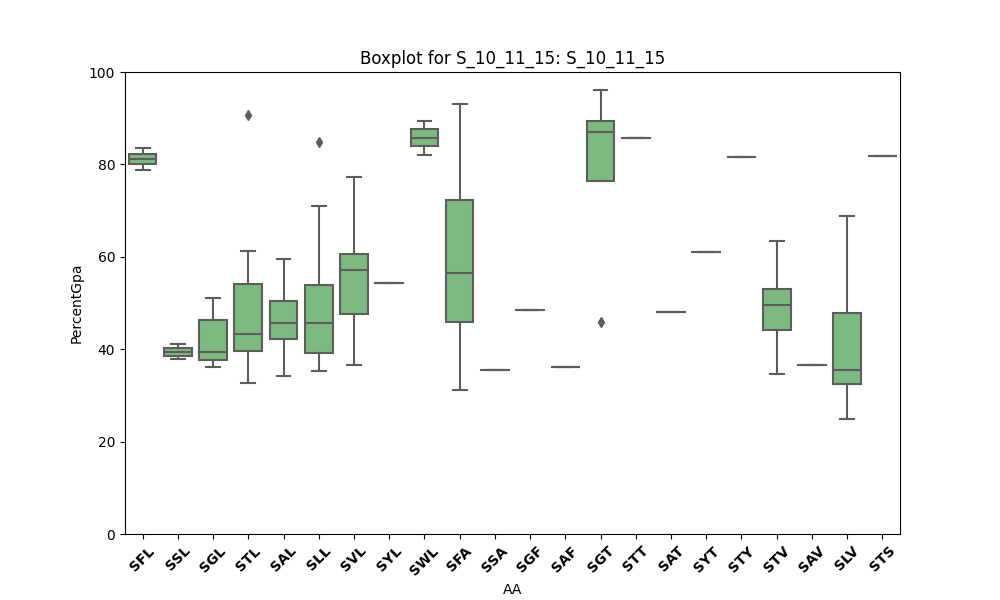 Boxplot for S_10_11_15: S_10_11_15
100
80
60
40
20
0
PercentGpa
SFL SSL SGL STL SAL SLL SVL SYL SWL SFA SSA SGF SAF SGT STT SAT SYT STY STV SAV SLV STS
AA